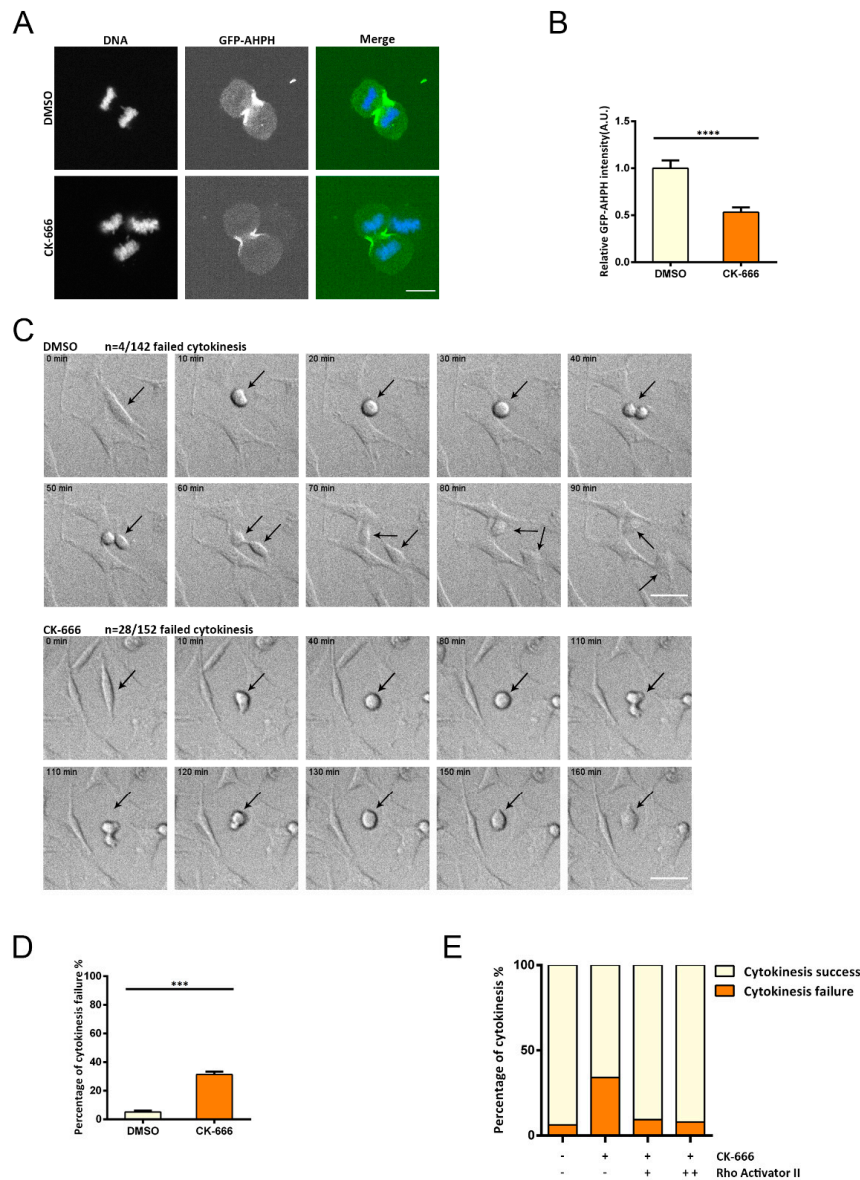 A
DNA GFP-AHPH Merge
DMSO
CK-666
B
Relative GFP-AHPH intensity(A.U.)
1.5
1.0
0.5
0.0
****
DMSO CK-666
C
DMSO n=4/142 failed cytokinesis
0 min 10 min 20 min 30 min 40 min
50 min 60 min 70 min 80 min 90 min
CK-666 n=28/152 failed cytokinesis
0 min 10 min 40 min 80 min 110 min
110 min 120 min 130 min 150 min 160 min
D
Percentage of cytokinesis failure %
100
80
60
40
20
0
***
DMSO CK-666
E
Percentage of cytokinesis %
100
50
0
Cytokinesis success
Cytokinesis failure
- + + + CK-666
- - + ++ Rho Activator II